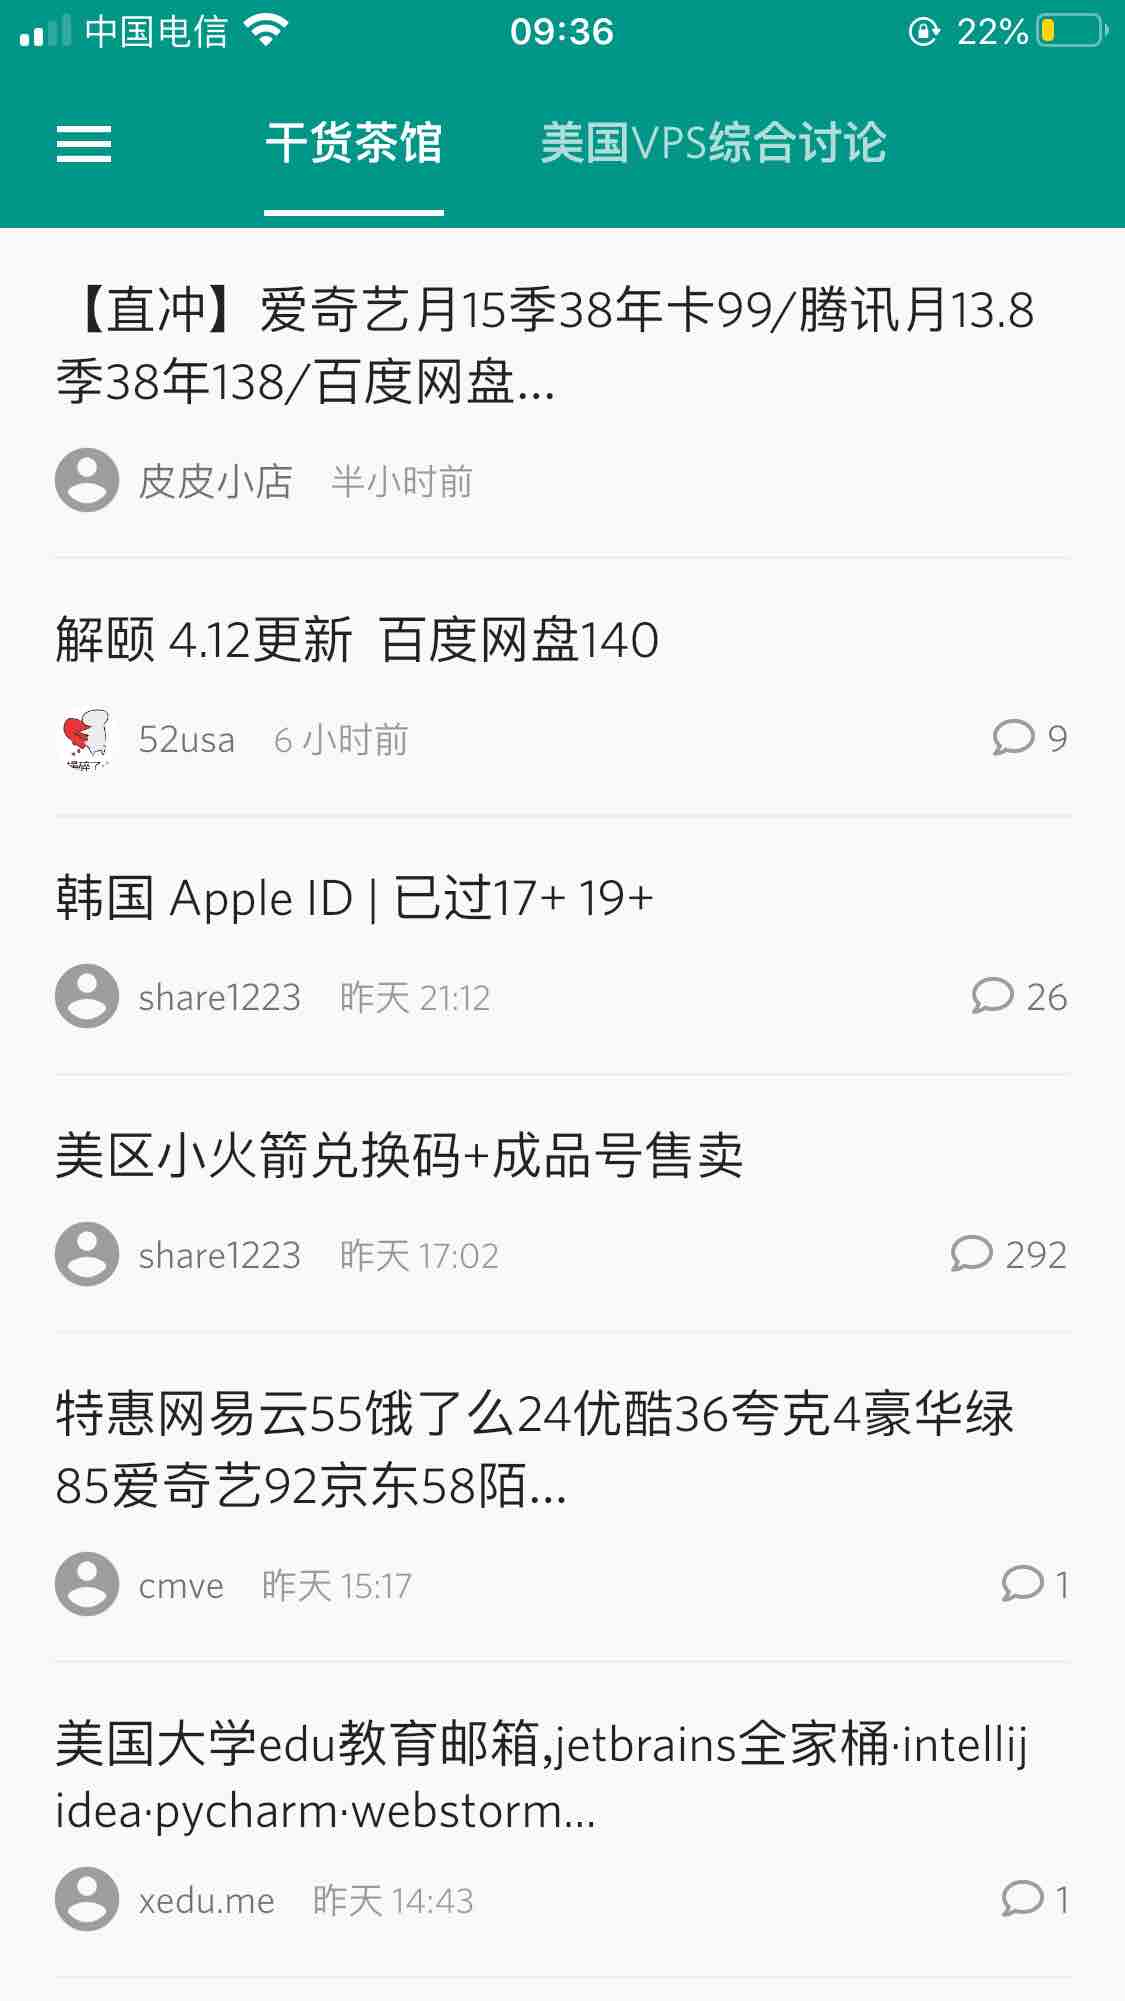 中国电信 09:36 22%
干货茶馆 美国VPS综合讨论
【直冲】爱奇艺月15季38年卡99/腾讯月13.8
季38年138/百度网盘...
皮皮小店 半小时前
解颐 4.12更新 百度网盘140
52usa 6 小时前 9
韩国 Apple ID | 已过17+ 19+
share1223 昨天 21:12 26
美区小火箭兑换码+成品号售卖
share1223 昨天 17:02 292
特惠网易云55饿了么24优酷36夸克4豪华绿
85爱奇艺92京东58陌...
cmve 昨天 15:17 1
美国大学edu教育邮箱,jetbrains全家桶·intellij
idea·pycharm·webstorm...
xedu.me 昨天 14:43 1